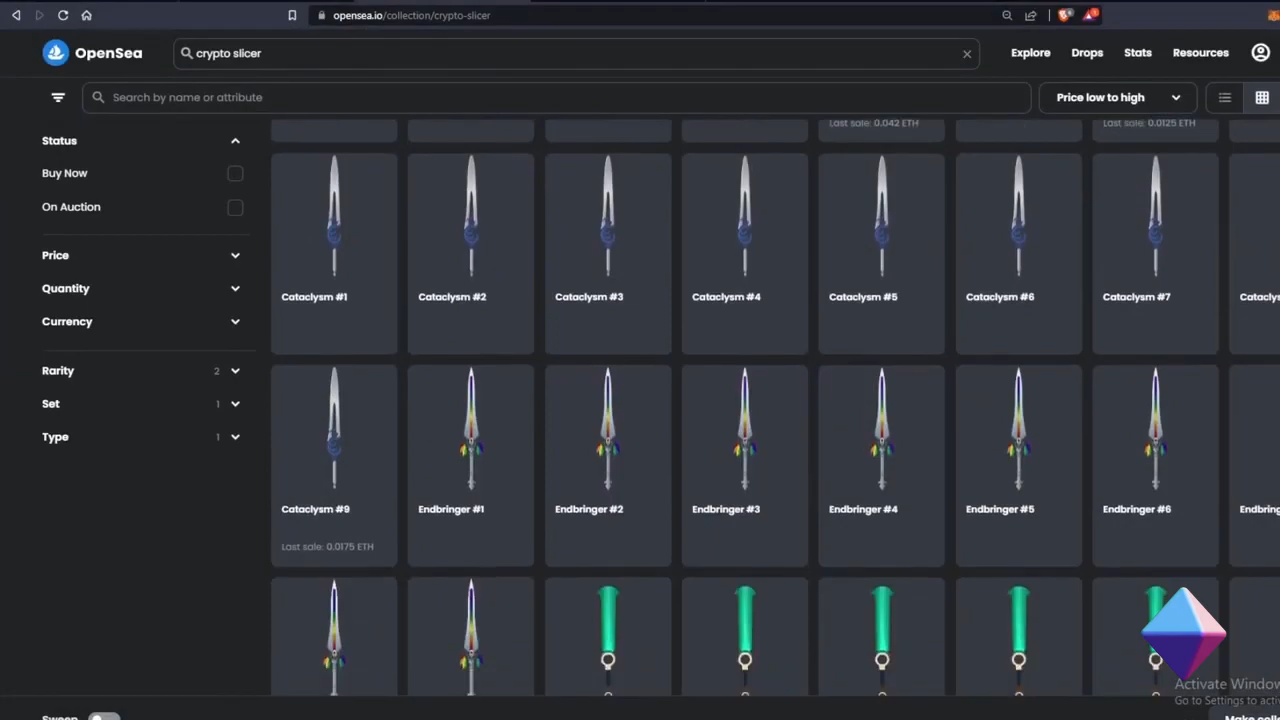 opensea.io/collection/crypto-slicer
OpenSea
crypto slicer
Explore
Drops
Stats
Resources
Search by name or attribute
Price low to high
Status
Buy Now
On Auction
Price
Quantity
Currency
Rarity 2
Set 1
Type 1
Last sale: 0.042 ETH
Last sale: 0.0125 ETH
Cataclysm #1
Cataclysm #2
Cataclysm #3
Cataclysm #4
Cataclysm #5
Cataclysm #6
Cataclysm #7
Cataclysm #9
Last sale: 0.0175 ETH
Endbringer #1
Endbringer #2
Endbringer #3
Endbringer #4
Endbringer #5
Endbringer #6
Activate Window
Go to Settings to activ
Sweep